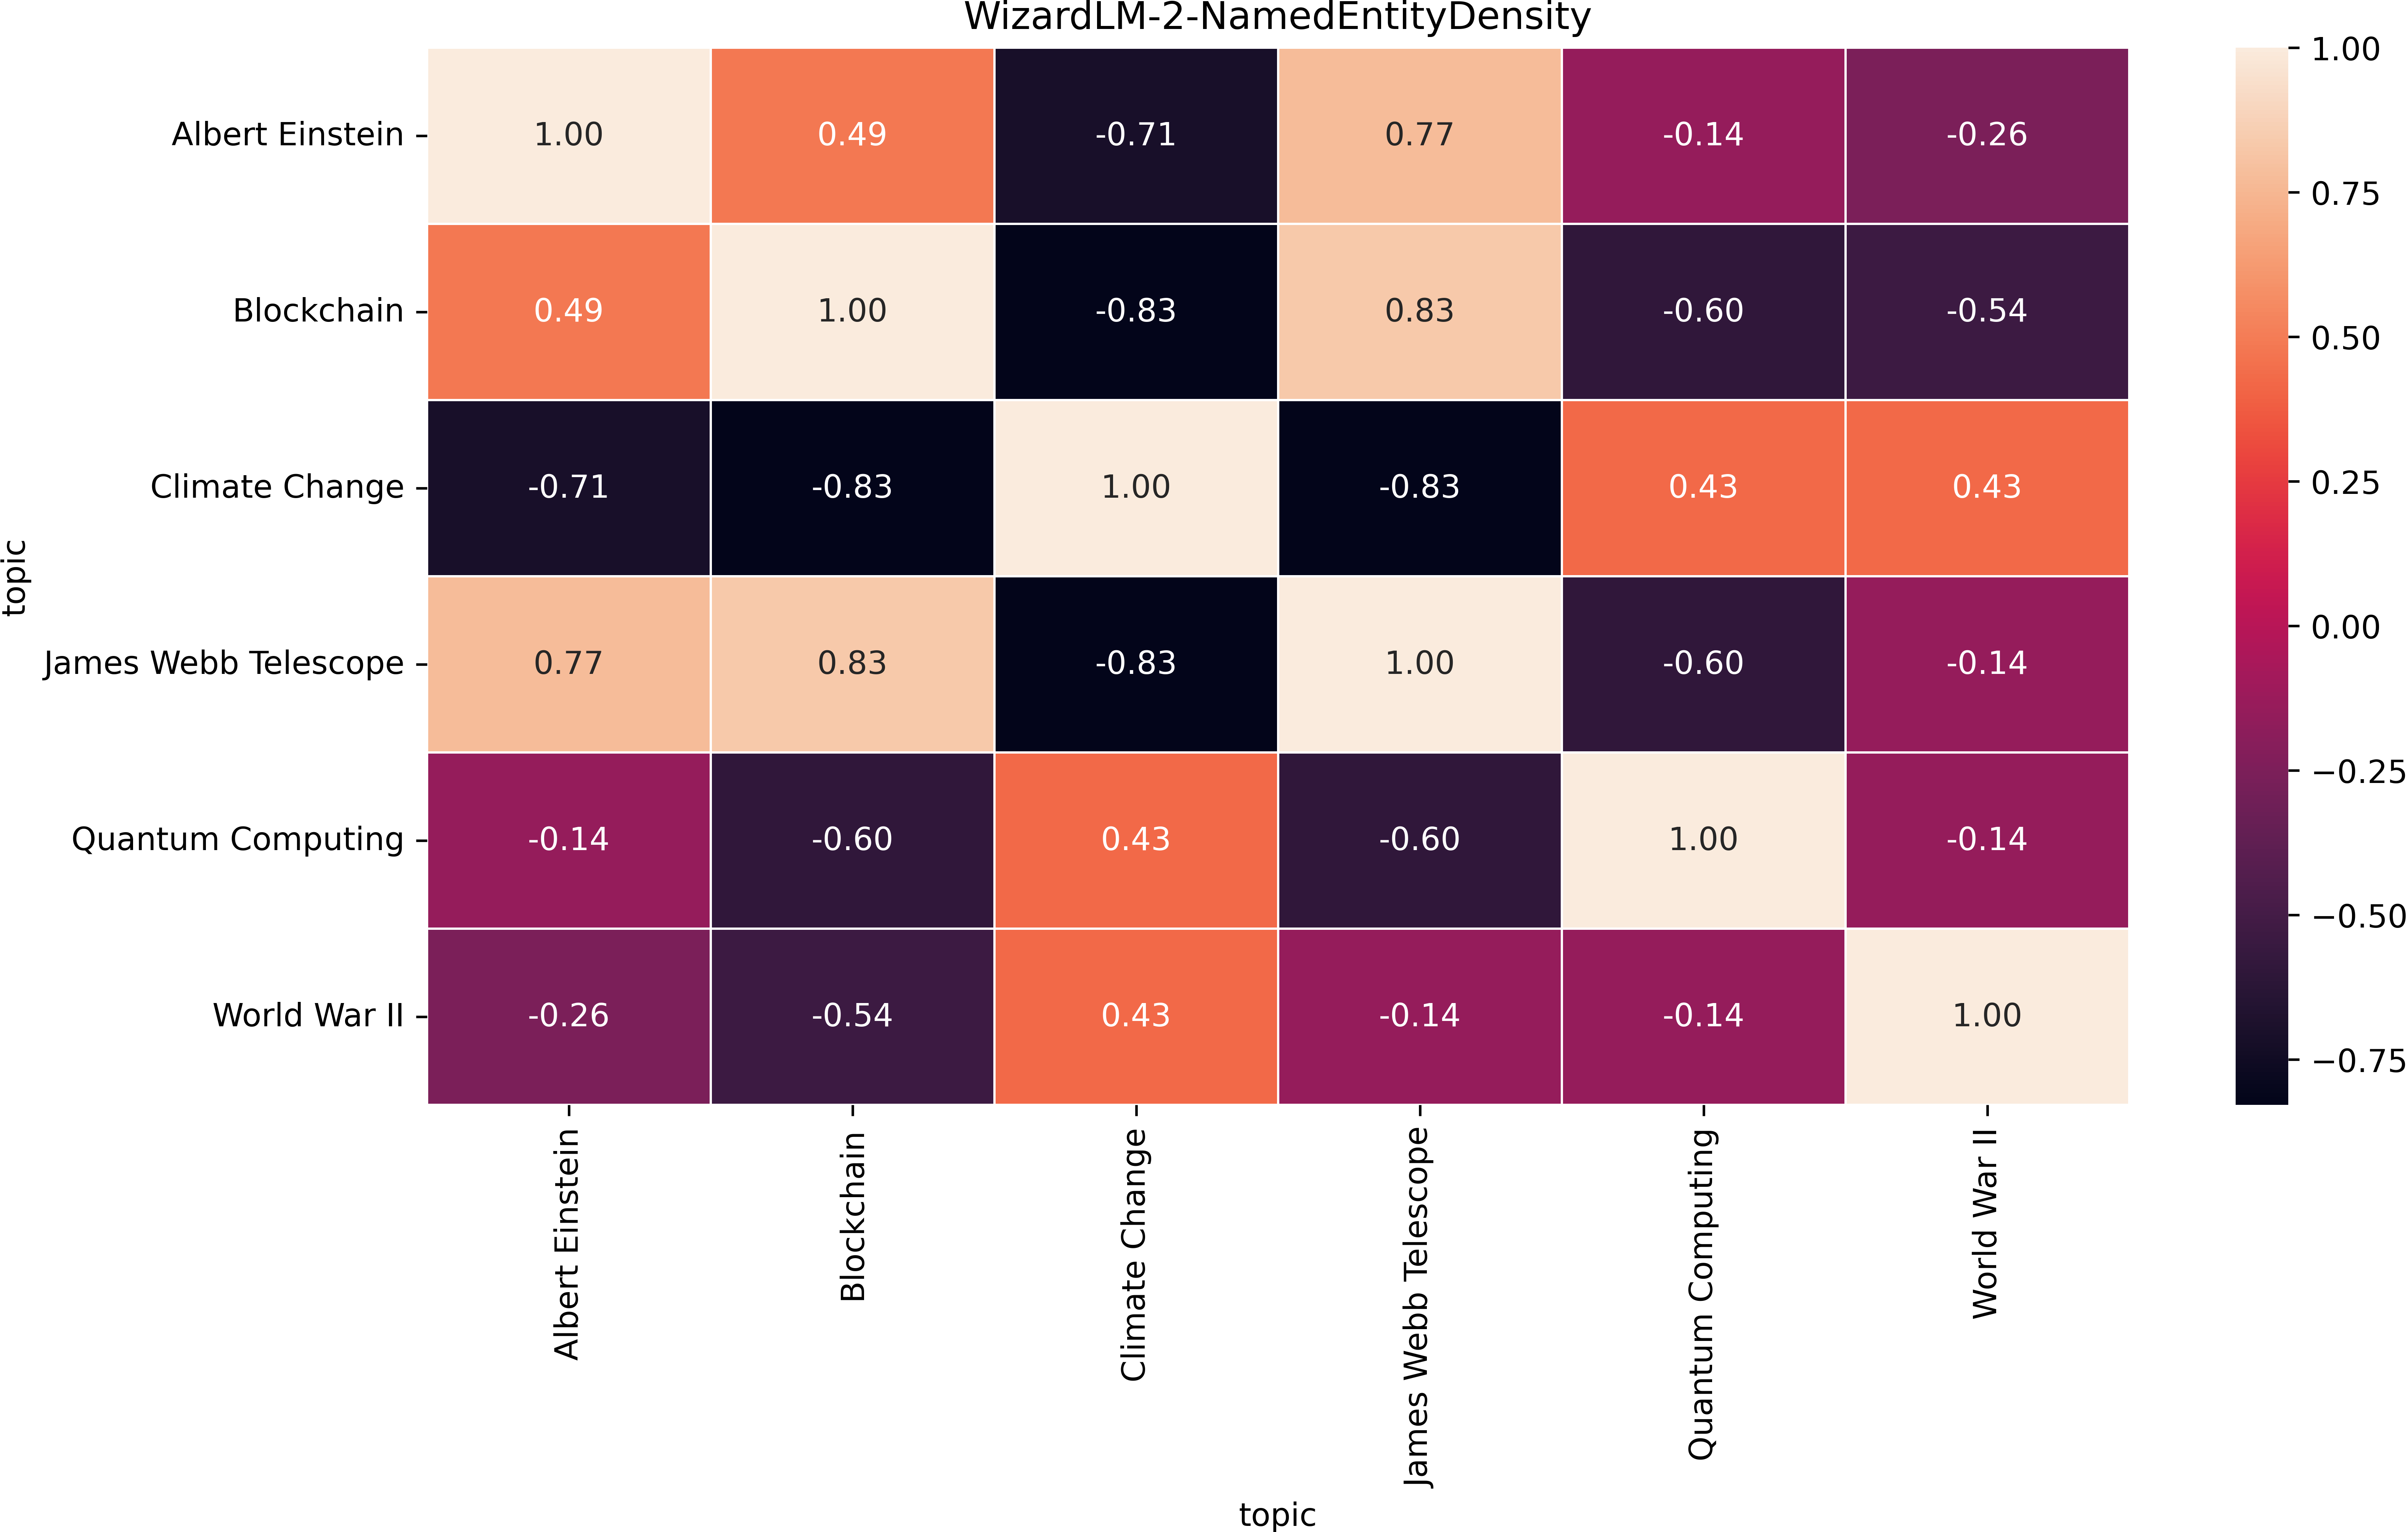 WizardLM-2-NamedEntityDensity
Albert Einstein 1.00 0.49 -0.71 0.77 -0.14 -0.26
Blockchain 0.49 1.00 -0.83 0.83 -0.60 -0.54
Climate Change -0.71 -0.83 1.00 -0.83 0.43 0.43
James Webb Telescope 0.77 0.83 -0.83 1.00 -0.60 -0.14
Quantum Computing -0.14 -0.60 0.43 -0.60 1.00 -0.14
World War II -0.26 -0.54 0.43 -0.14 -0.14 1.00
topic
Albert Einstein
Blockchain
Climate Change
James Webb Telescope
Quantum Computing
World War II
topic
1.00
0.75
0.50
0.25
0.00
−0.25
−0.50
−0.75